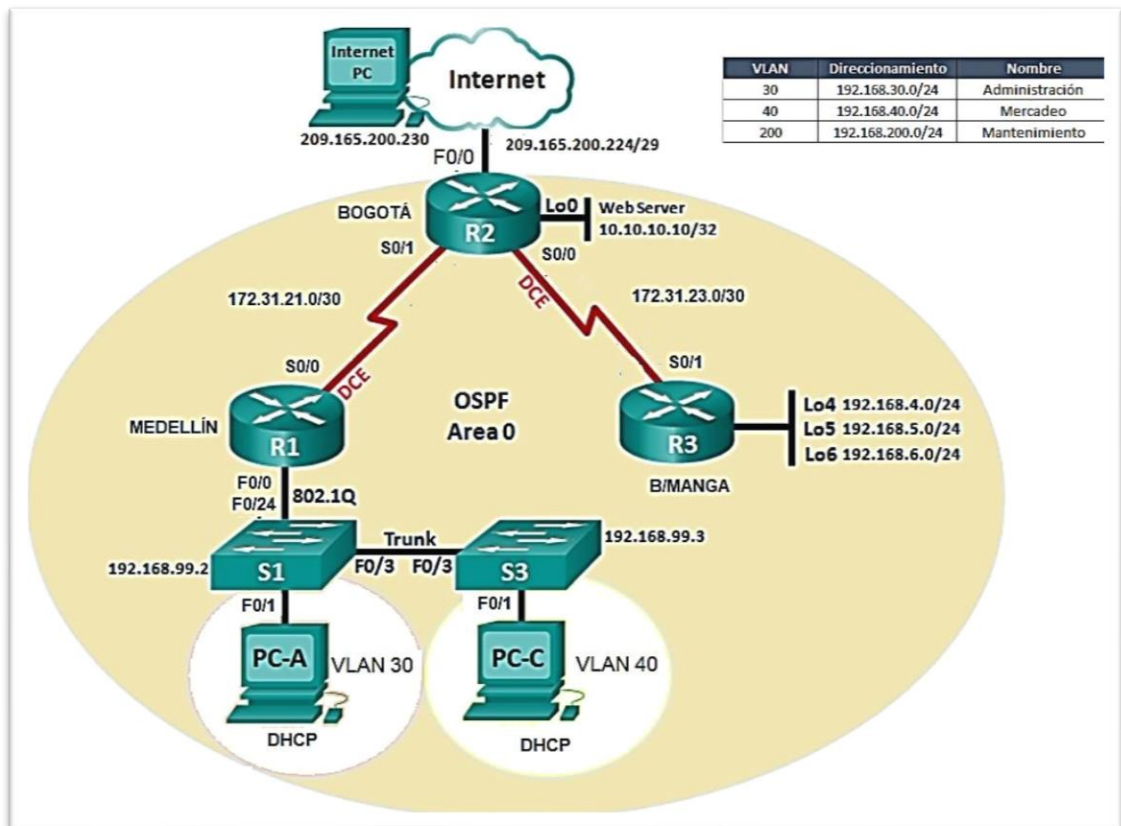 Internet
PC
Internet
209.165.200.230
209.165.200.224/29
F0/0
VLAN Direccionamiento Nombre
30 192.168.30.0/24 Administración
40 192.168.40.0/24 Mercadeo
200 192.168.200.0/24 Mantenimiento
BOGOTÁ
R2
Lo0
WebServer
10.10.10.10/32
S0/1
S0/0
DCE
172.31.21.0/30
172.31.23.0/30
S0/0
DCE
S0/1
OSPF
Area 0
MEDELLÍN
R1
R3
B/MANGA
Lo4 192.168.4.0/24
Lo5 192.168.5.0/24
Lo6 192.168.6.0/24
F0/0
F0/24
802.1Q
Trunk
192.168.99.2
S1
F0/3 F0/3
S3
192.168.99.3
F0/1
F0/1
PC-A
VLAN 30
PC-C
VLAN 40
DHCP
DHCP